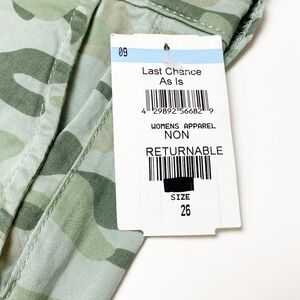 09
Last Chance
As Is
4 29892 56682 9
WOMENS APPAREL
NON
RETURNABLE
SIZE
26